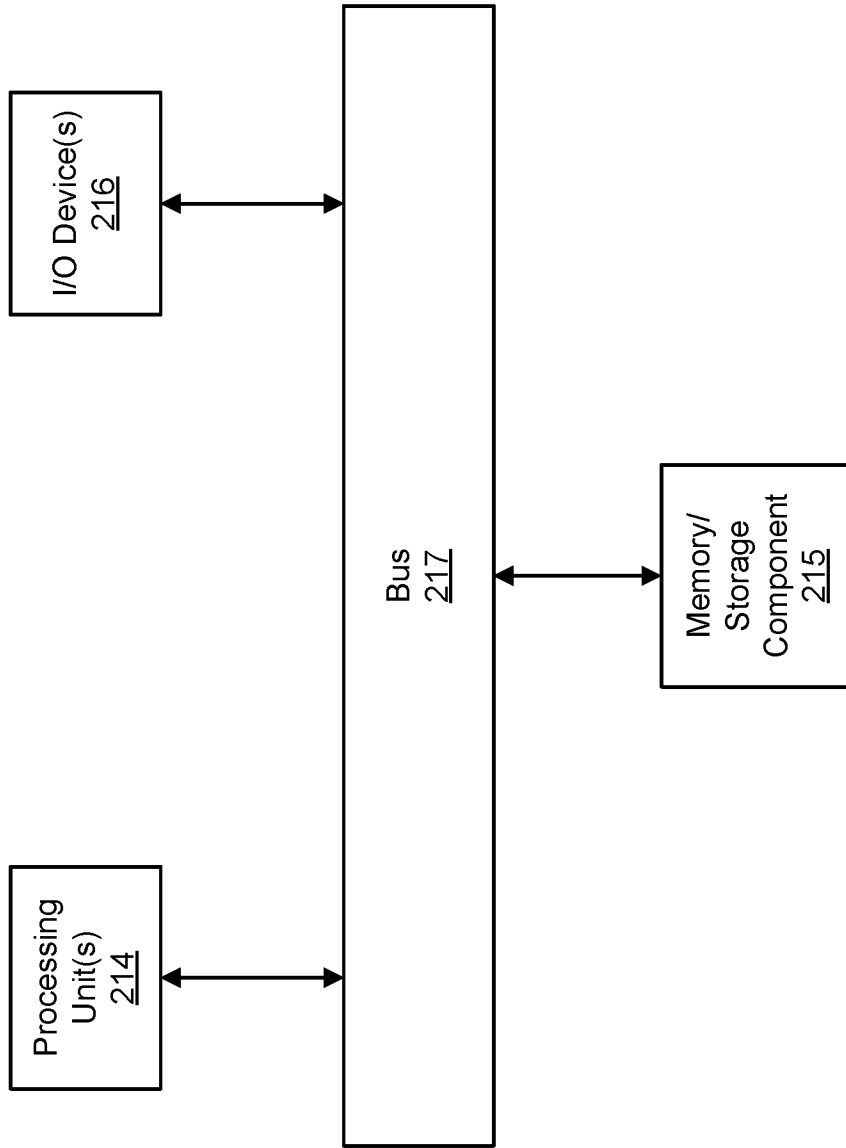 Processing
Unit(s)
214
I/O Device(s)
216
Bus
217
Memory/
Storage
Component
215